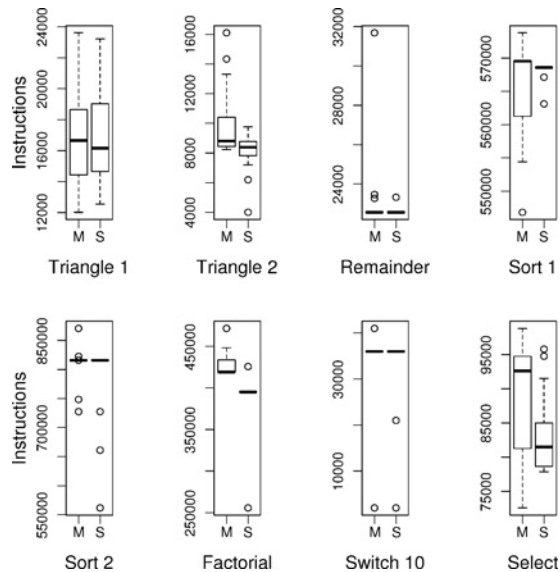 Instructions
12000 16000 20000 24000
M S
Triangle 1
4000 8000 12000 16000
M S
Triangle 2
24000 28000 32000
M S
Remainder
550000 560000 570000
M S
Sort 1
Instructions
550000 700000 850000
M S
Sort 2
250000 350000 450000
M S
Factorial
10000 30000
M S
Switch 10
75000 85000 95000
M S
Select